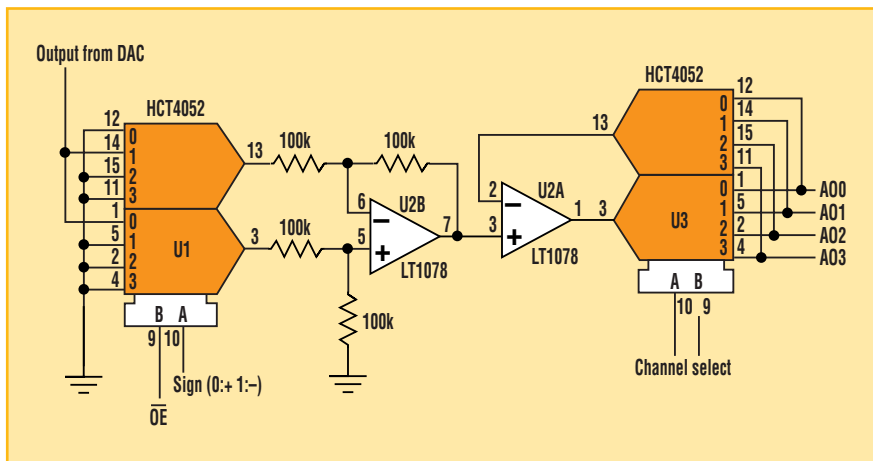 Output from DAC
HCT4052
12
14
15
11
1
5
2
4
0
1
2
3
0
1
2
3
U1
B A
9 10
Sign (0:+ 1:–)
OE
13
3
100k
100k
100k
100k
6
5
7
U2B
LT1078
2
3
1
U2A
LT1078
13
3
HCT4052
0
1
2
3
0
1
2
3
U3
12
14
15
11
1
5
2
4
AO0
AO1
AO2
AO3
A B
10 9
Channel select